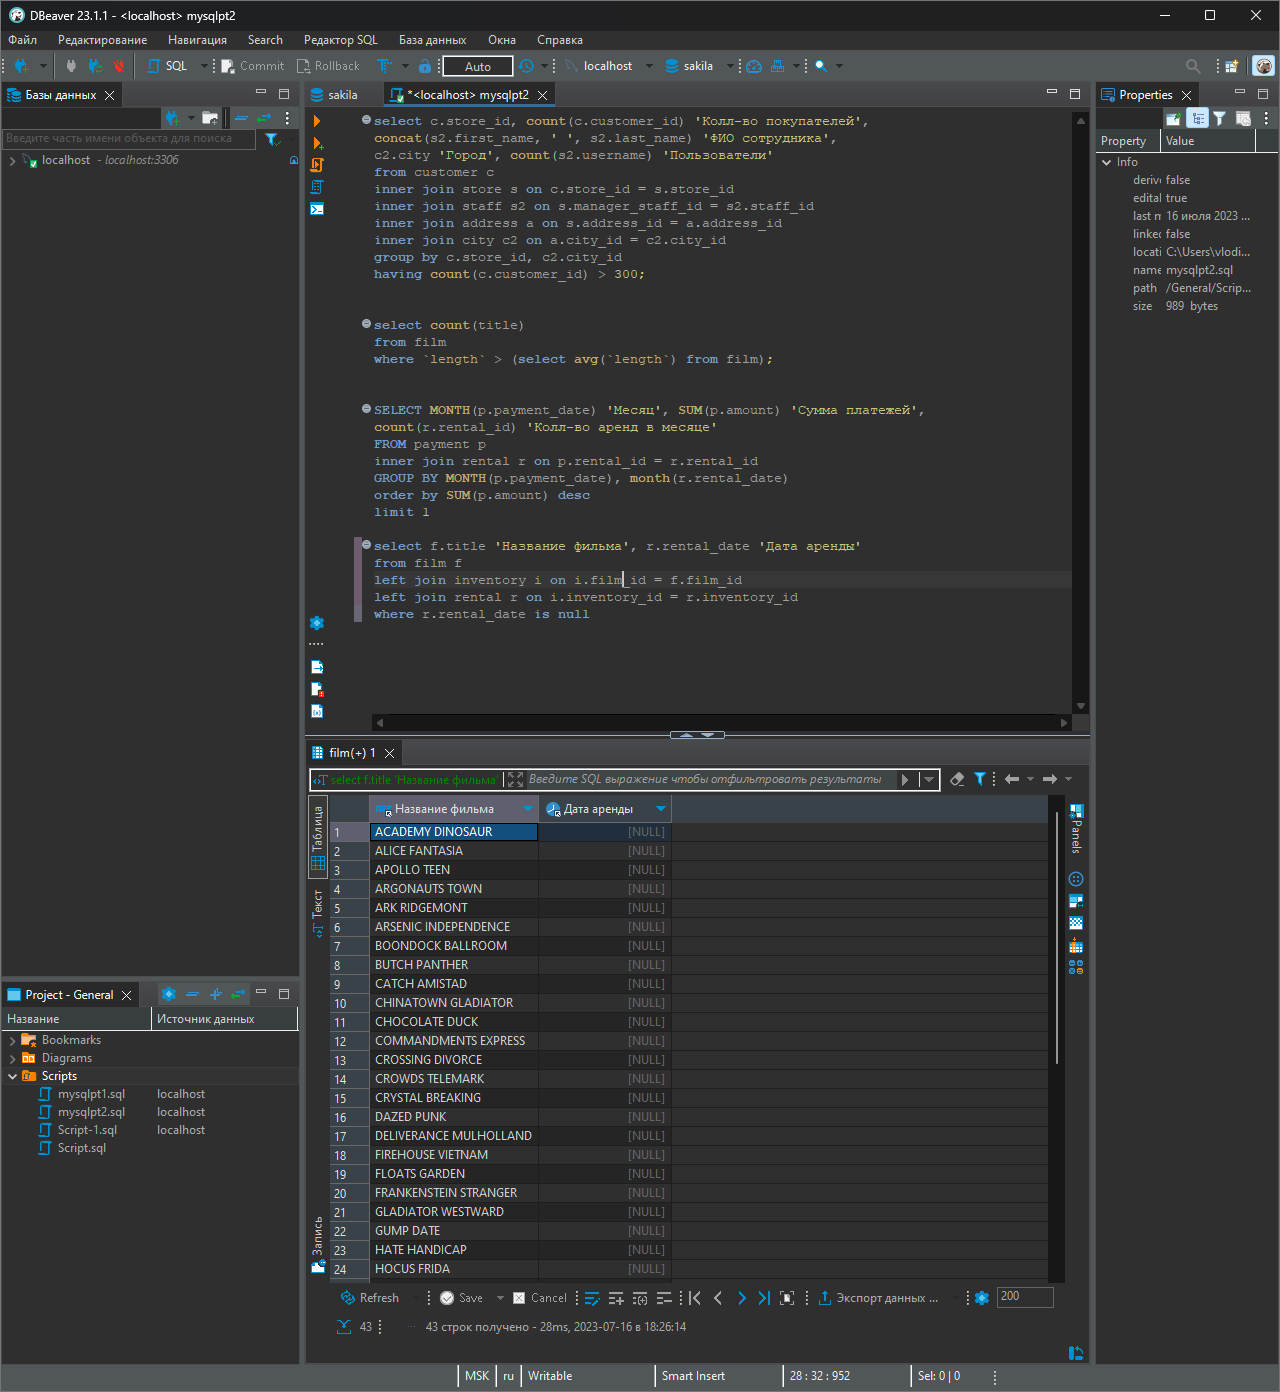 DBeaver 23.1.1 - <localhost> mysqlpt2
Файл Редактирование Навигация Search Редактор SQL База данных Окна Справка
SQL Commit Rollback Auto localhost sakila
Базы данных
Введите часть имени объекта для поиска
localhost - localhost:3306
sakila *<localhost> mysqlpt2
select c.store_id, count(c.customer_id) 'Колл-во покупателей',
concat(s2.first_name, ' ', s2.last_name) 'ФИО сотрудника',
c2.city 'Город', count(s2.username) 'Пользователи'
from customer c
inner join store s on c.store_id = s.store_id
inner join staff s2 on s.manager_staff_id = s2.staff_id
inner join address a on s.address_id = a.address_id
inner join city c2 on a.city_id = c2.city_id
group by c.store_id, c2.city_id
having count(c.customer_id) > 300;
select count(title)
from film
where `length` > (select avg(`length`) from film);
SELECT MONTH(p.payment_date) 'Месяц', SUM(p.amount) 'Сумма платежей',
count(r.rental_id) 'Колл-во аренд в месяце'
FROM payment p
inner join rental r on p.rental_id = r.rental_id
GROUP BY MONTH(p.payment_date), month(r.rental_date)
order by SUM(p.amount) desc
limit 1
select f.title 'Название фильма', r.rental_date 'Дата аренды'
from film f
left join inventory i on i.film_id = f.film_id
left join rental r on i.inventory_id = r.inventory_id
where r.rental_date is null
Properties
Property Value
Info
deriv false
edital true
last m 16 июля 2023 ...
linked false
locati C:\Users\vlodi...
name mysqlpt2.sql
path /General/Scrip...
size 989 bytes
film(+) 1
select f.title 'Название фильма' Введите SQL выражение чтобы отфильтровать результаты
Таблица
Текст
Запись
Panels
Название фильма Дата аренды
1 ACADEMY DINOSAUR [NULL]
2 ALICE FANTASIA [NULL]
3 APOLLO TEEN [NULL]
4 ARGONAUTS TOWN [NULL]
5 ARK RIDGEMONT [NULL]
6 ARSENIC INDEPENDENCE [NULL]
7 BOONDOCK BALLROOM [NULL]
8 BUTCH PANTHER [NULL]
9 CATCH AMISTAD [NULL]
10 CHINATOWN GLADIATOR [NULL]
11 CHOCOLATE DUCK [NULL]
12 COMMANDMENTS EXPRESS [NULL]
13 CROSSING DIVORCE [NULL]
14 CROWDS TELEMARK [NULL]
15 CRYSTAL BREAKING [NULL]
16 DAZED PUNK [NULL]
17 DELIVERANCE MULHOLLAND [NULL]
18 FIREHOUSE VIETNAM [NULL]
19 FLOATS GARDEN [NULL]
20 FRANKENSTEIN STRANGER [NULL]
21 GLADIATOR WESTWARD [NULL]
22 GUMP DATE [NULL]
23 HATE HANDICAP [NULL]
24 HOCUS FRIDA [NULL]
Refresh Save Cancel Экспорт данных ... 200
43 43 строк получено - 28ms, 2023-07-16 в 18:26:14
Project - General
Название Источник данных
Bookmarks
Diagrams
Scripts
mysqlpt1.sql localhost
mysqlpt2.sql localhost
Script-1.sql localhost
Script.sql
MSK ru Writable Smart Insert 28 : 32 : 952 Sel: 0 | 0